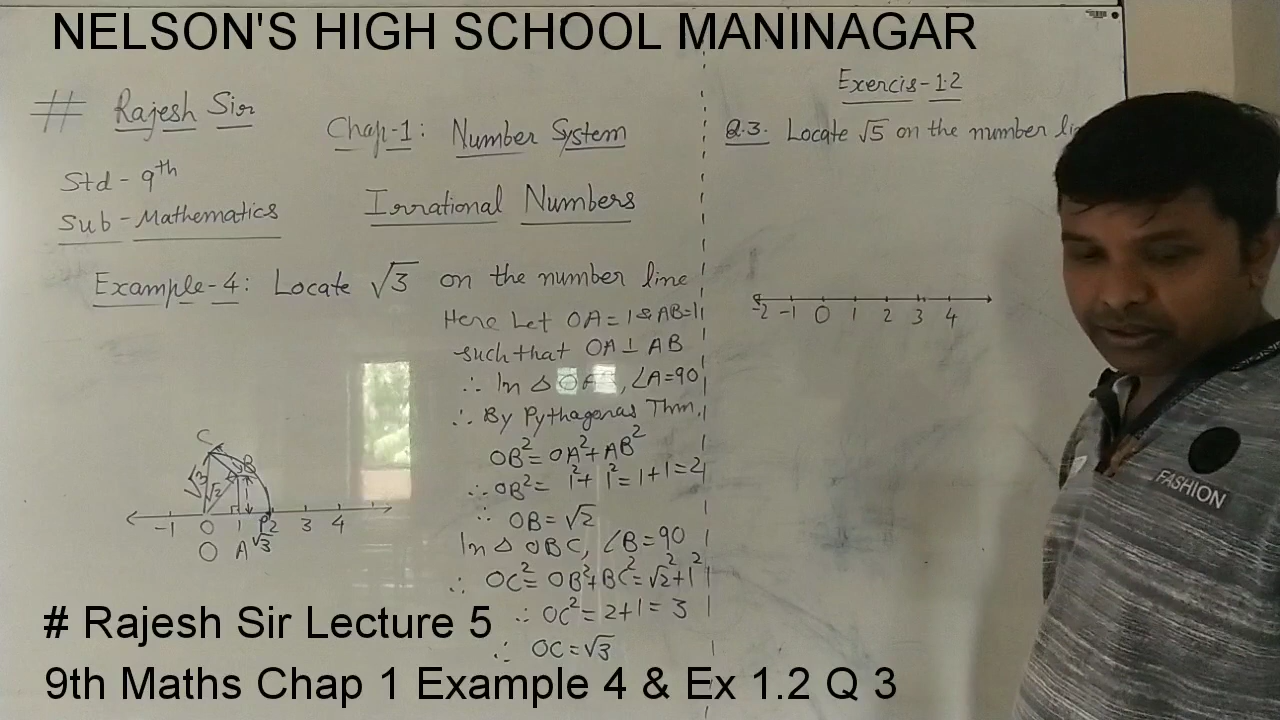 NELSON'S HIGH SCHOOL MANINAGAR
# Rajesh Sir
Std - 9th
Sub - Mathematics
Chap-1: Number System
Irrational Numbers
Example-4: Locate √3 on the number line
Here Let OA = 1 & AB=1
such that OA ⊥ AB
∴ In △ OAB, ∠A=90
∴ By Pythagoras Thm.
OB² = OA² + AB²
∴ OB² = 1² + 1² = 1+1=2
∴ OB = √2
In △ OBC, ∠B=90
∴ OC² = OB² + BC² = √2² + 1²
∴ OC² = 2+1 = 3
∴ OC = √3
C
B
√3 √2
-1 0 1 P2 3 4
O A √3
Exercis-1.2
Q.3. Locate √5 on the number li
-2 -1 0 1 2 3 4
FASHION
# Rajesh Sir Lecture 5
9th Maths Chap 1 Example 4 & Ex 1.2 Q 3